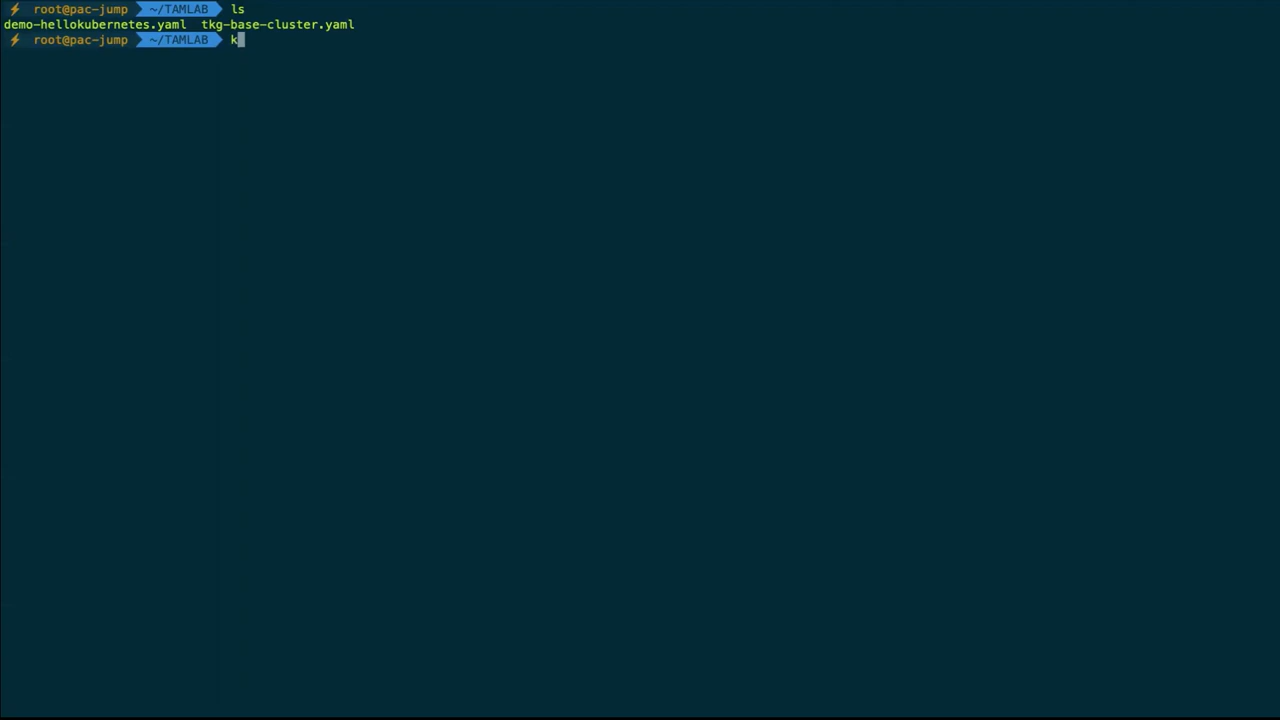 ⚡ root@pac-jump ~/TAMLAB ls
demo-hellokubernetes.yaml tkg-base-cluster.yaml
⚡ root@pac-jump ~/TAMLAB k